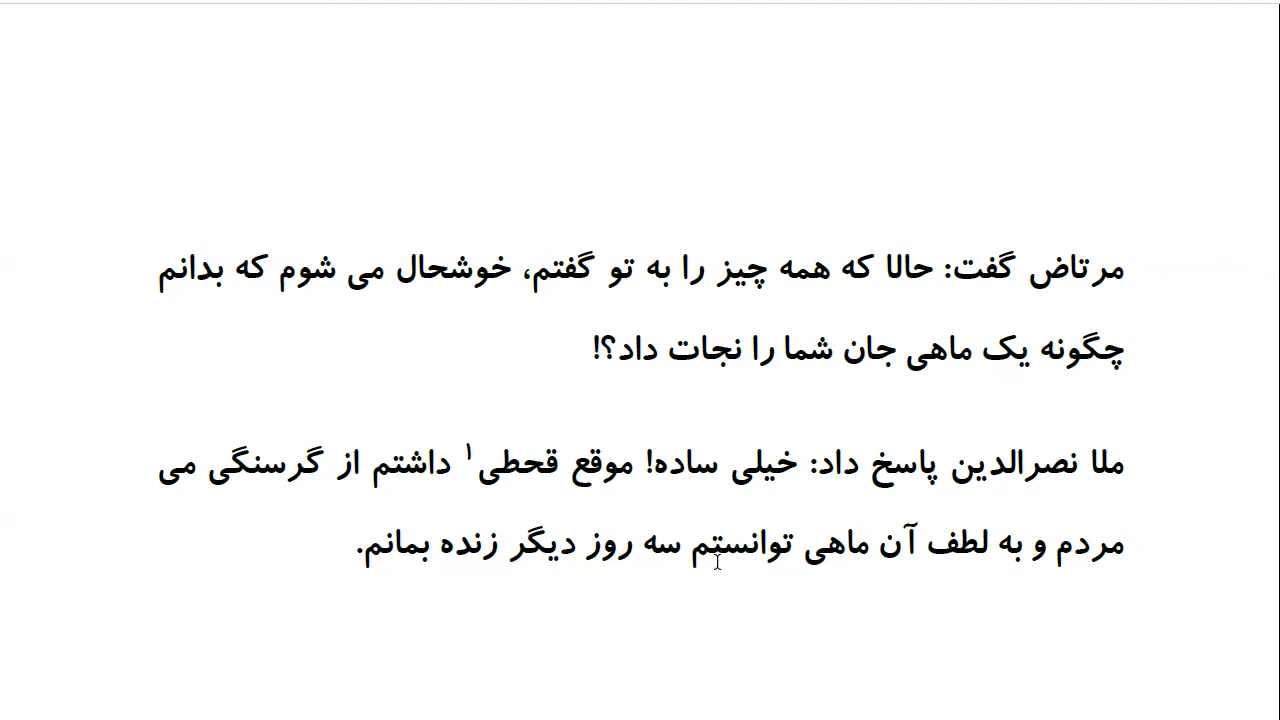 مرتاض گفت: حالا که همه چیز را به تو گفتم، خوشحال می شوم که بدانم
چگونه یک ماهی جان شما را نجات داد؟!
ملا نصرالدین پاسخ داد: خیلی ساده! موقع قحطی۱ داشتم از گرسنگی می
مردم و به لطف آن ماهی توانستم سه روز دیگر زنده بمانم.